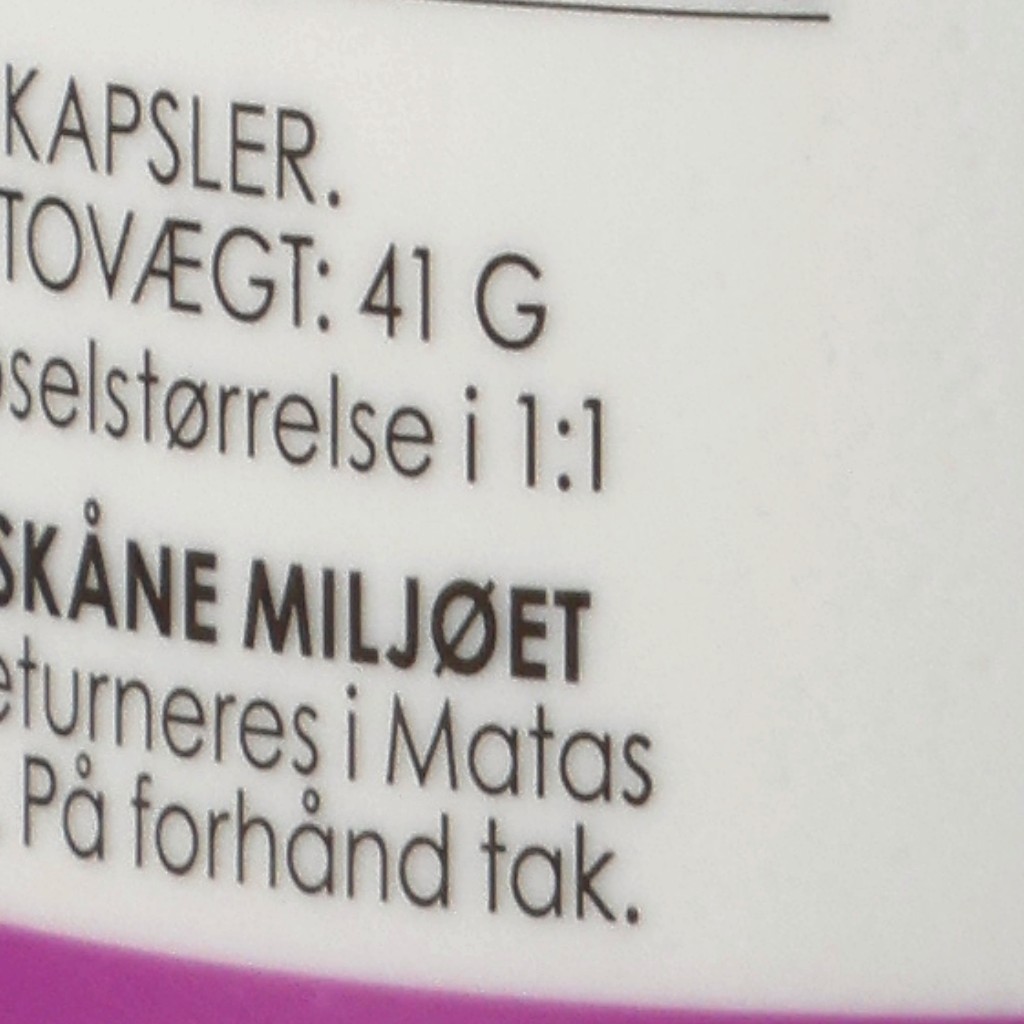 KAPSLER.
TOVÆGT: 41 G
selstørrelse i 1:1
SKÅNE MILJØET
eturneres i Matas
På forhånd tak.